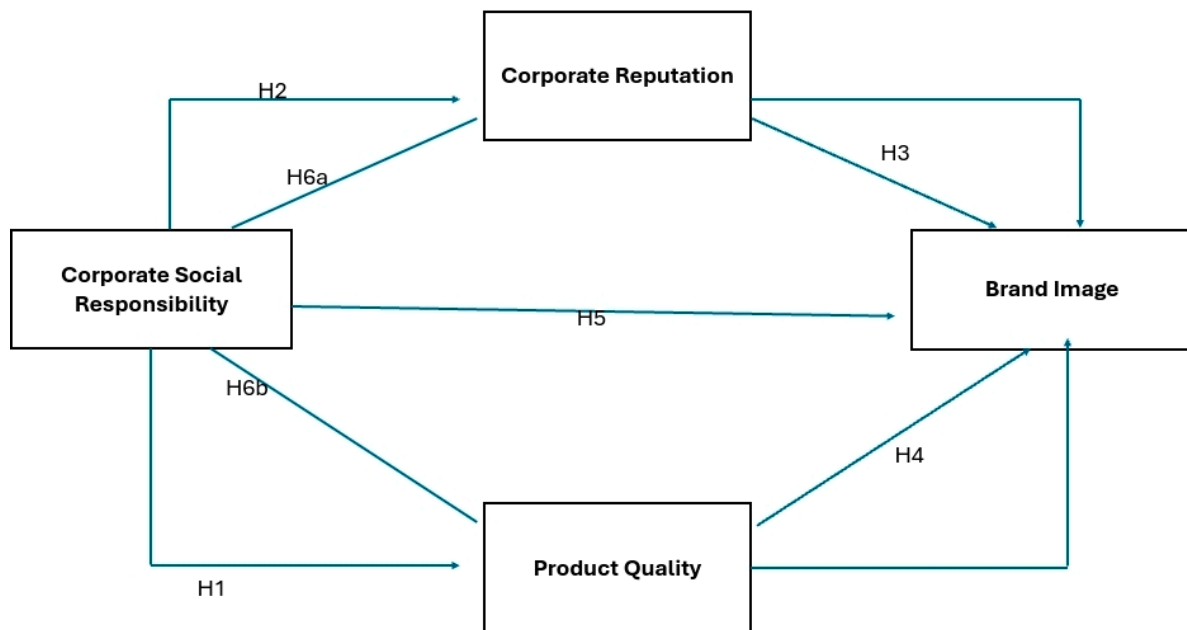 Corporate Reputation
H2
H3
H6a
Corporate Social
Responsibility
Brand Image
H5
H6b
H4
Product Quality
H1